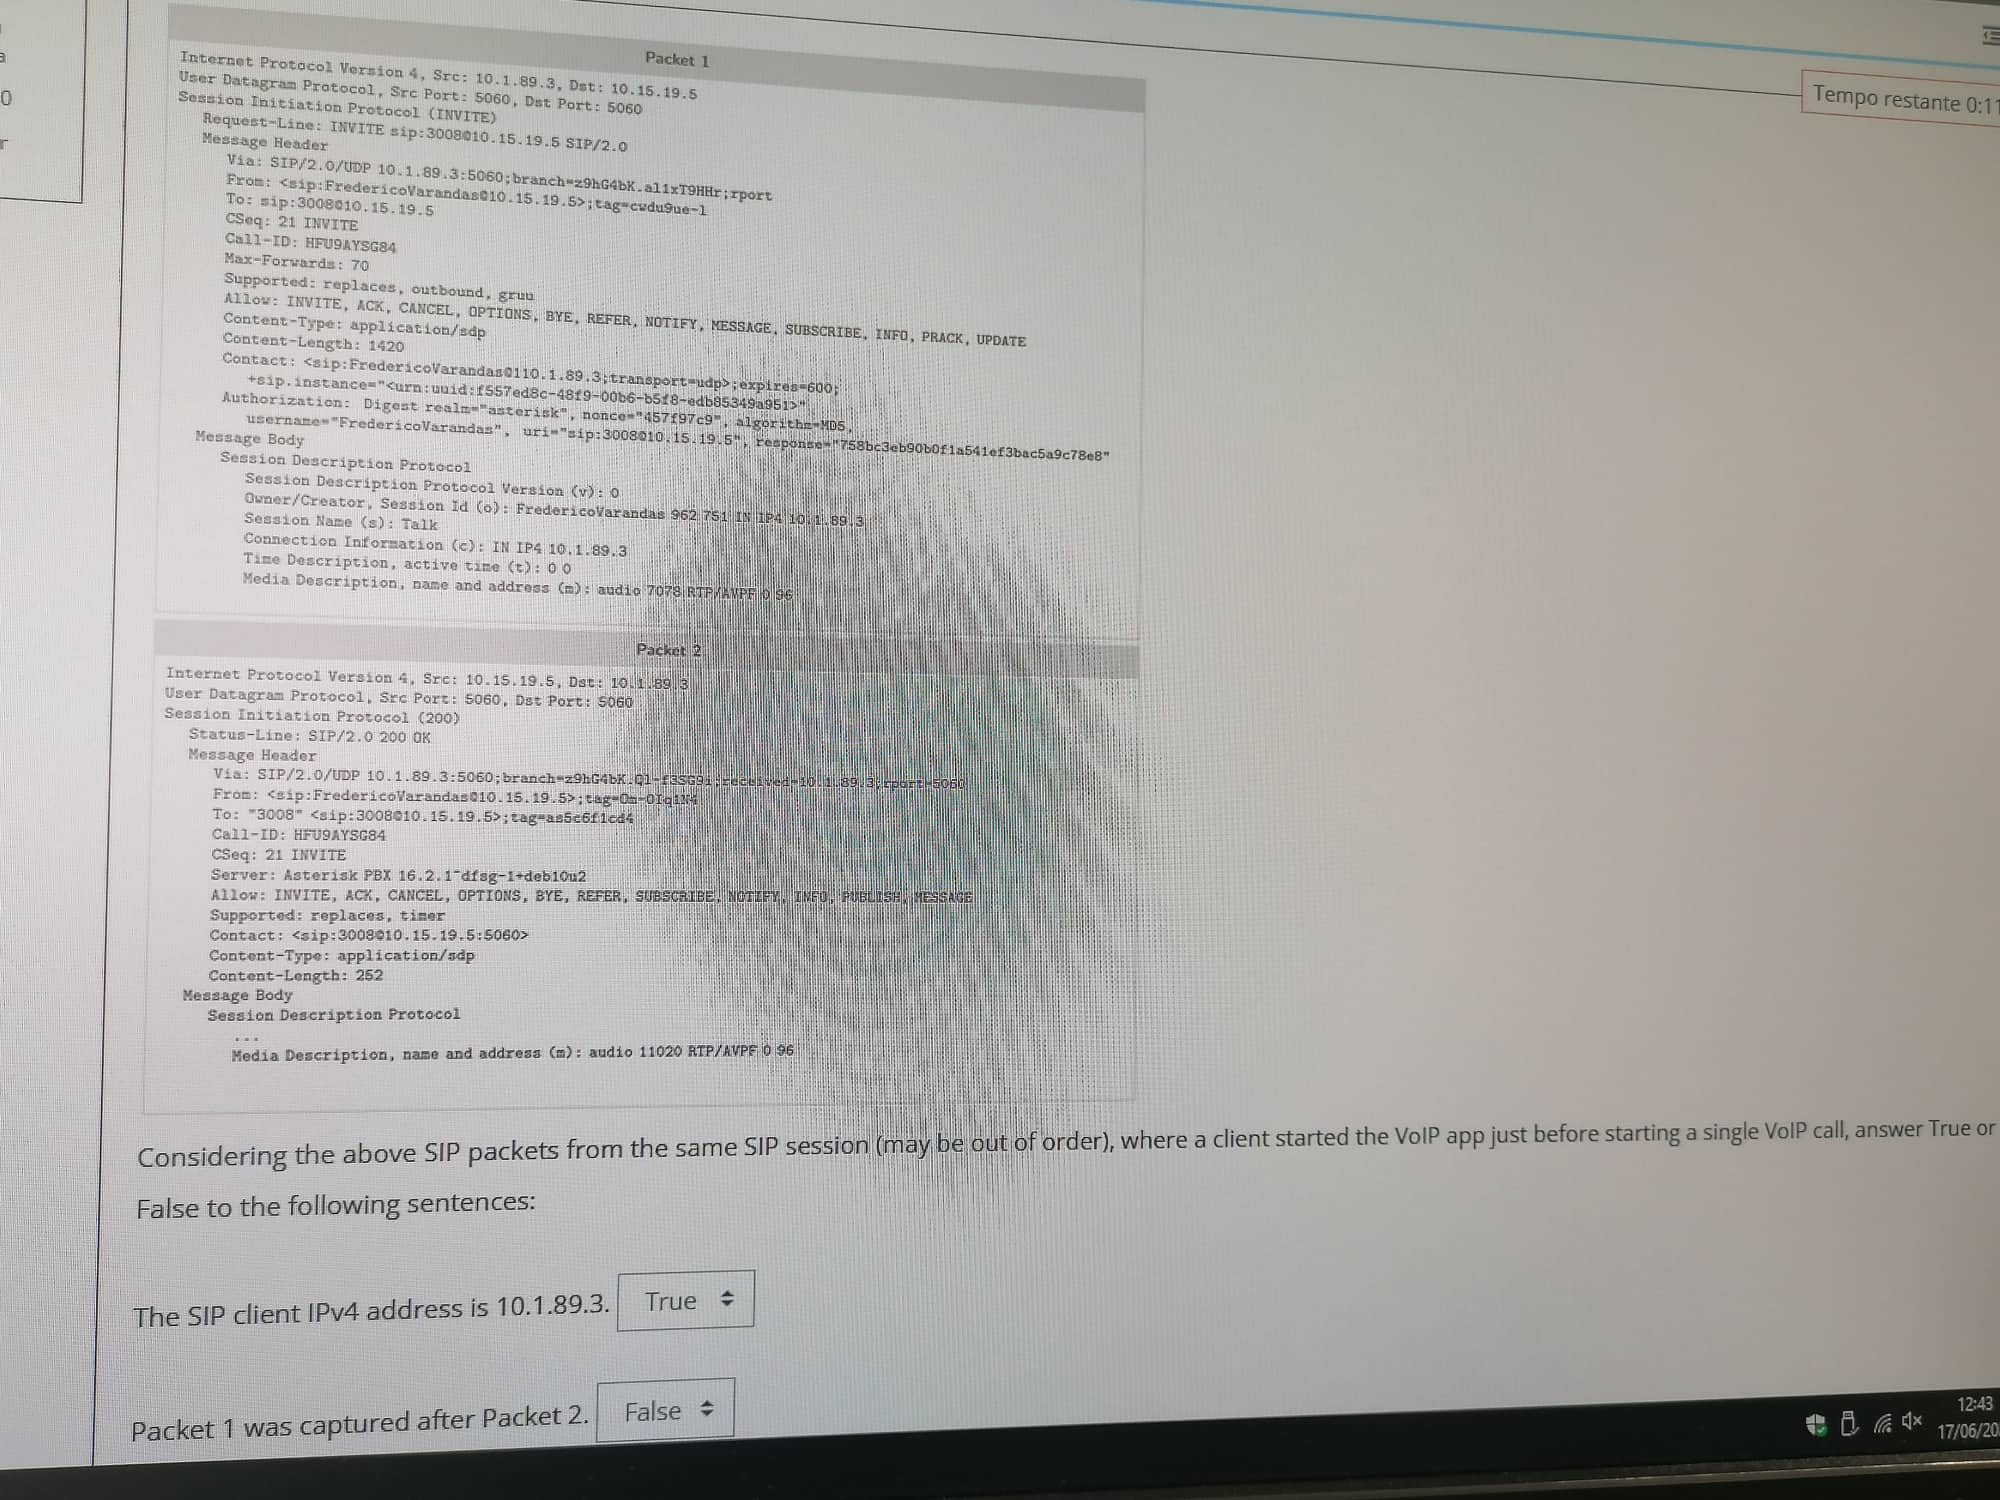 Tempo restante 0:11
Packet 1
Internet Protocol Version 4, Src: 10.1.89.3, Dst: 10.15.19.5
User Datagram Protocol, Src Port: 5060, Dst Port: 5060
Session Initiation Protocol (INVITE)
Request-Line: INVITE sip:3008@10.15.19.5 SIP/2.0
Message Header
Via: SIP/2.0/UDP 10.1.89.3:5060;branch=z9hG4bK.al1xT9HHr;rport
From: <sip:FredericoVarandas@10.15.19.5>;tag=cwdu9ue-l
To: sip:3008@10.15.19.5
CSeq: 21 INVITE
Call-ID: HFU9AYSG84
Max-Forwards: 70
Supported: replaces, outbound, gruu
Allow: INVITE, ACK, CANCEL, OPTIONS, BYE, REFER, NOTIFY, MESSAGE, SUBSCRIBE, INFO, PRACK, UPDATE
Content-Type: application/sdp
Content-Length: 1420
Contact: <sip:FredericoVarandas@110.1.89.3;transport=udp>;expires=600;
+sip.instance="<urn:uuid:f557ed8c-48f9-00b6-b5f8-edb85349a951>"
Authorization: Digest realm="asterisk", nonce="457f97c9", algorithm=MD5,
username="FredericoVarandas", uri="sip:3008@10.15.19.5", response="758bc3eb90b0f1a541ef3bac5a9c78e8"
Message Body
Session Description Protocol
Session Description Protocol Version (v): 0
Owner/Creator, Session Id (o): FredericoVarandas 962 751 IN IP4 10.1.89.3
Session Name (s): Talk
Connection Information (c): IN IP4 10.1.89.3
Time Description, active time (t): 0 0
Media Description, name and address (m): audio 7078 RTP/AVPF 0 96
Packet 2
Internet Protocol Version 4, Src: 10.15.19.5, Dst: 10.1.89.3
User Datagram Protocol, Src Port: 5060, Dst Port: 5060
Session Initiation Protocol (200)
Status-Line: SIP/2.0 200 OK
Message Header
Via: SIP/2.0/UDP 10.1.89.3:5060;branch=z9hG4bK.Ql-f3SG9i;received=10.1.89.3;rport=5060
From: <sip:FredericoVarandas@10.15.19.5>;tag=Om-OIq1N4
To: "3008" <sip:3008@10.15.19.5>;tag=as5c6f1cd4
Call-ID: HFU9AYSG84
CSeq: 21 INVITE
Server: Asterisk PBX 16.2.1~dfsg-1+deb10u2
Allow: INVITE, ACK, CANCEL, OPTIONS, BYE, REFER, SUBSCRIBE, NOTIFY, INFO, PUBLISH, MESSAGE
Supported: replaces, timer
Contact: <sip:3008@10.15.19.5:5060>
Content-Type: application/sdp
Content-Length: 252
Message Body
Session Description Protocol
...
Media Description, name and address (m): audio 11020 RTP/AVPF 0 96
Considering the above SIP packets from the same SIP session (may be out of order), where a client started the VoIP app just before starting a single VoIP call, answer True or
False to the following sentences:
The SIP client IPv4 address is 10.1.89.3. True
Packet 1 was captured after Packet 2. False
12:43
17/06/20